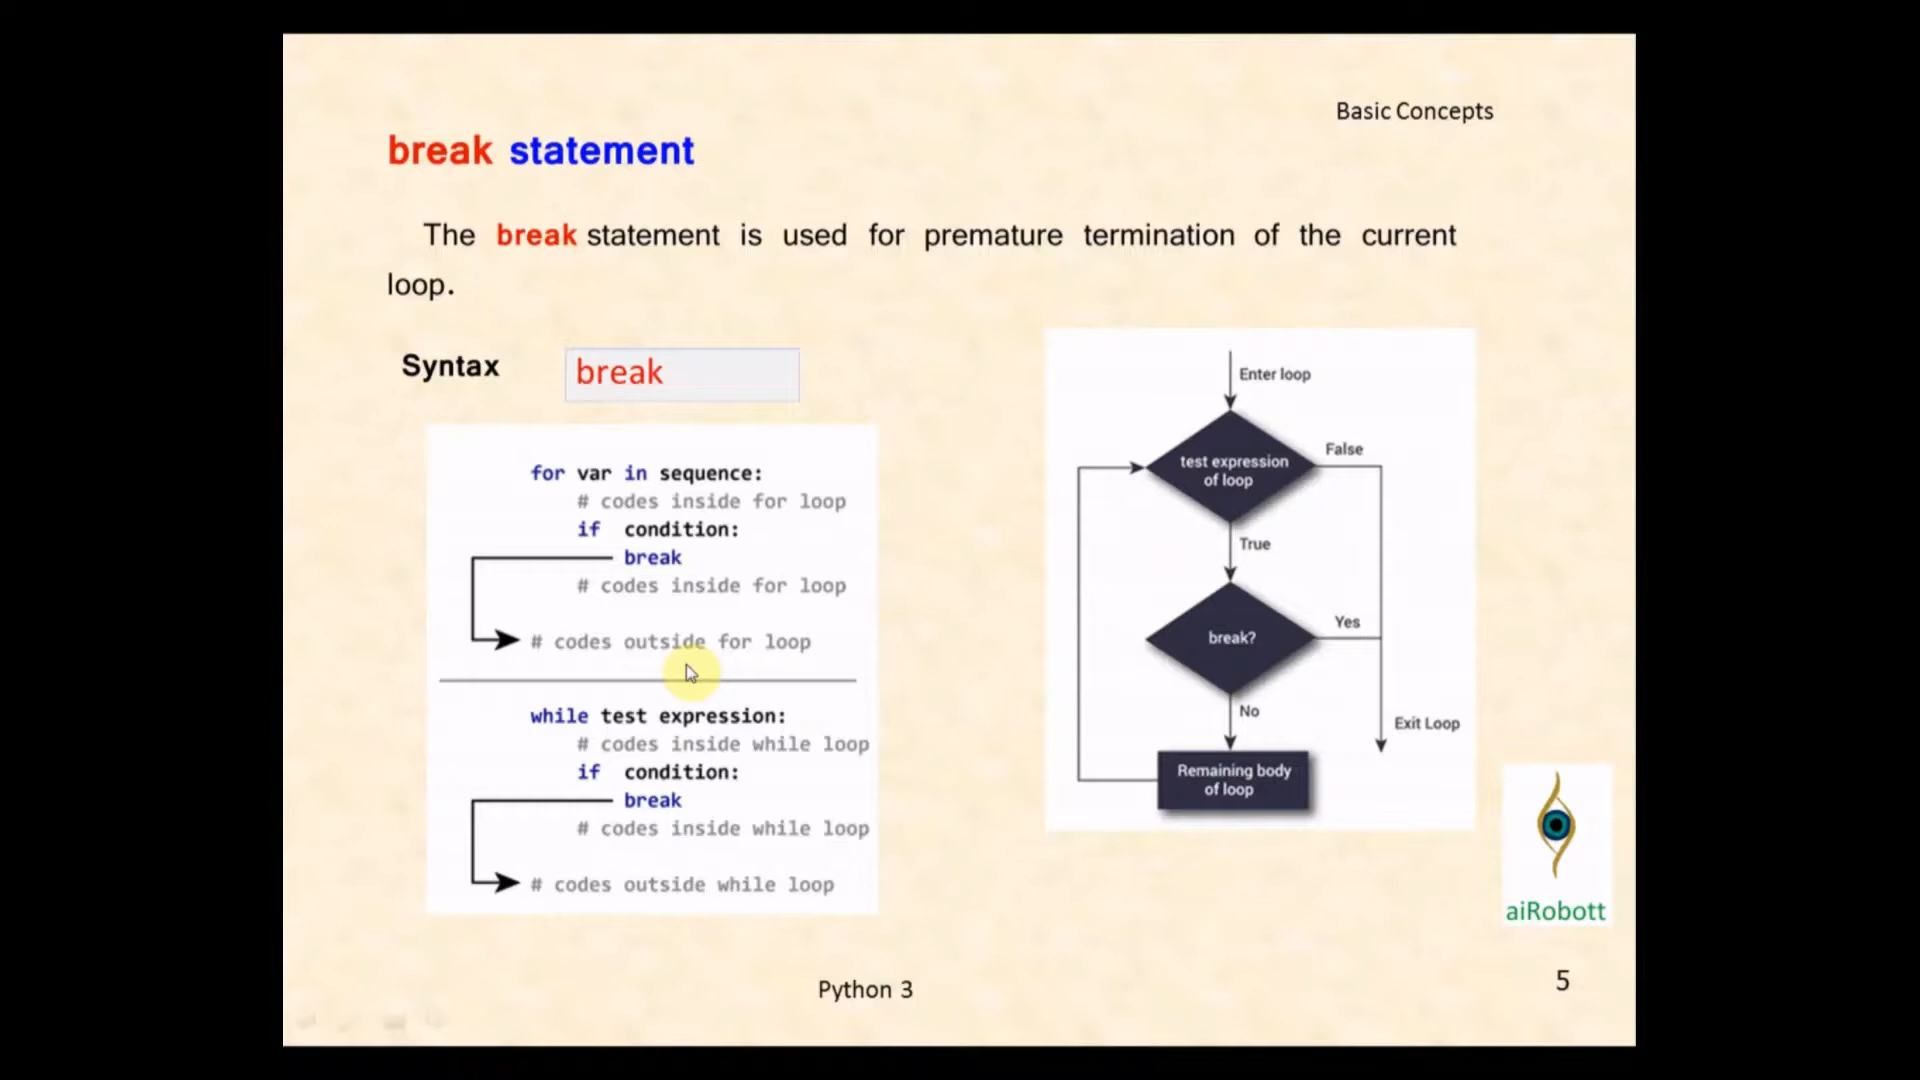 Basic Concepts
break statement
The break statement is used for premature termination of the current
loop.
Syntax
break
for var in sequence:
# codes inside for loop
if condition:
break
# codes inside for loop
# codes outside for loop
while test expression:
# codes inside while loop
if condition:
break
# codes inside while loop
# codes outside while loop
Enter loop
test expression
of loop
False
True
break?
Yes
No
Exit Loop
Remaining body
of loop
aiRobott
Python 3
5